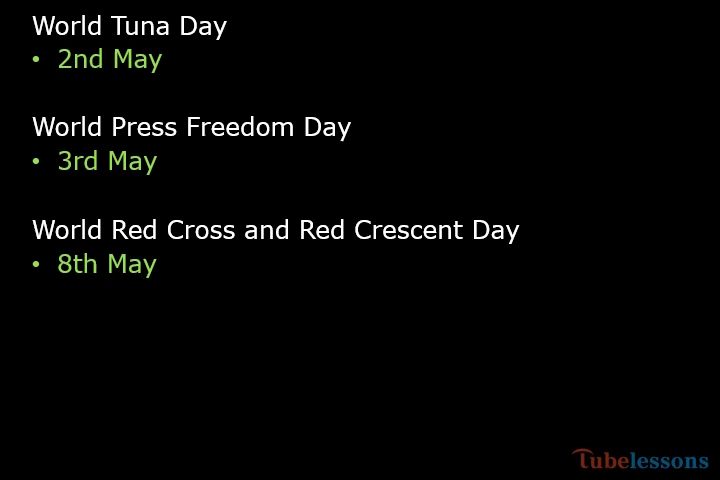 World Tuna Day
• 2nd May
World Press Freedom Day
• 3rd May
World Red Cross and Red Crescent Day
• 8th May
Tubelessons